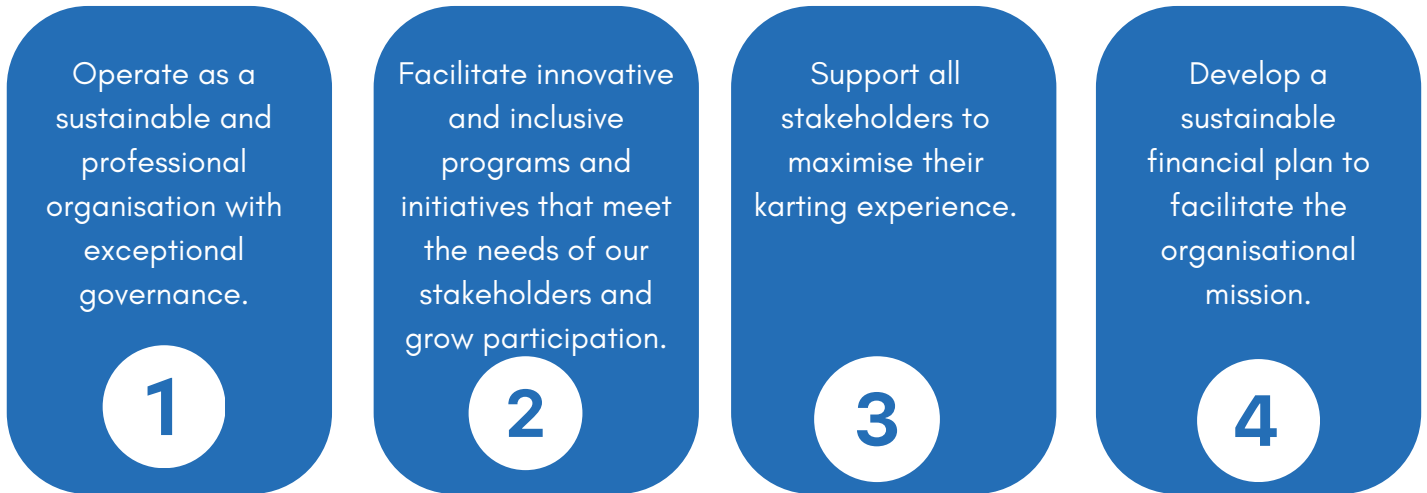 Operate as a
sustainable and
professional
organisation with
exceptional
governance.
1
Facilitate innovative
and inclusive
programs and
initiatives that meet
the needs of our
stakeholders and
grow participation.
2
Support all
stakeholders to
maximise their
karting experience.
3
Develop a
sustainable
financial plan to
facilitate the
organisational
mission.
4